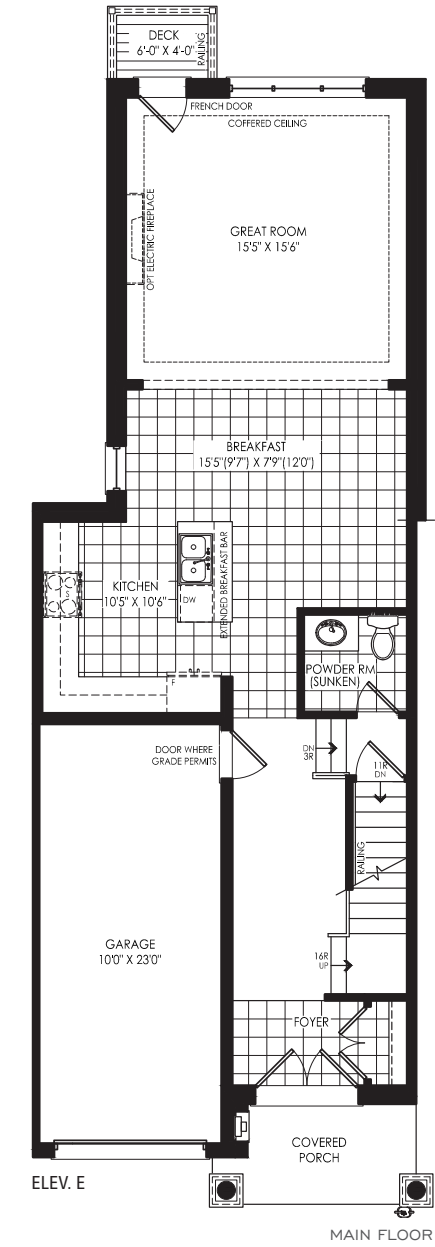 DECK
6'-0" X 4'-0"
RAILING
FRENCH DOOR
COFFERED CEILING
OPT ELECTRIC FIREPLACE
GREAT ROOM
15'5" X 15'6"
BREAKFAST
15'5"(9'7") X 7'9"(12'0")
KITCHEN
10'5" X 10'6"
S
DW
EXTENDED BREAKFAST BAR
F
POWDER RM
(SUNKEN)
DOOR WHERE
GRADE PERMITS
DN
3R
11R
DN
RAILING
GARAGE
10'0" X 23'0"
16R
UP
FOYER
COVERED
PORCH
ELEV. E
MAIN FLOOR